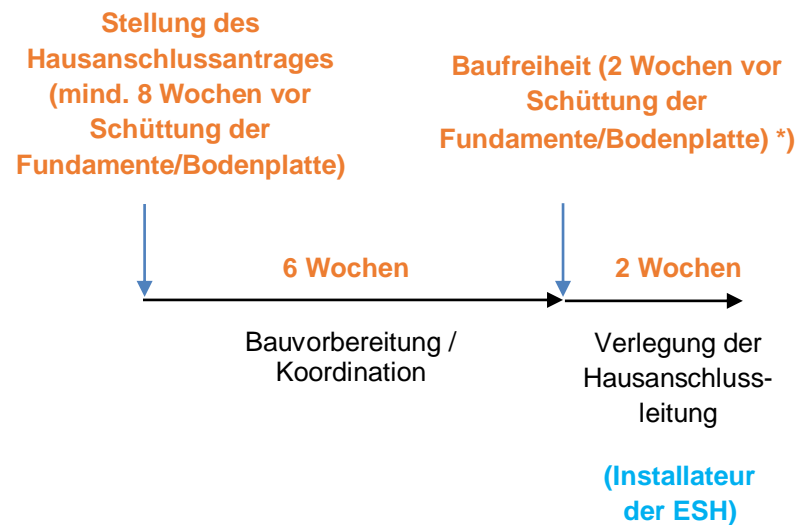 Stellung des
Hausanschlussantrages
(mind. 8 Wochen vor
Schüttung der
Fundamente/Bodenplatte)
Baufreiheit (2 Wochen vor
Schüttung der
Fundamente/Bodenplatte) *)
6 Wochen
2 Wochen
Bauvorbereitung /
Koordination
Verlegung der
Hausanschluss-
leitung
(Installateur
der ESH)